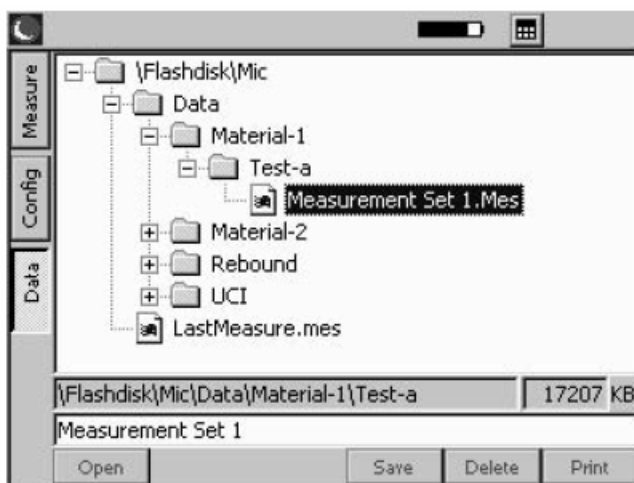 \Flashdisk\Mic
Measure
Data
Material-1
Test-a
Config
Measurement Set 1.Mes
Material-2
Rebound
Data
UCI
LastMeasure.mes
\Flashdisk\Mic\Data\Material-1\Test-a 17207 KB
Measurement Set 1
Open Save Delete Print